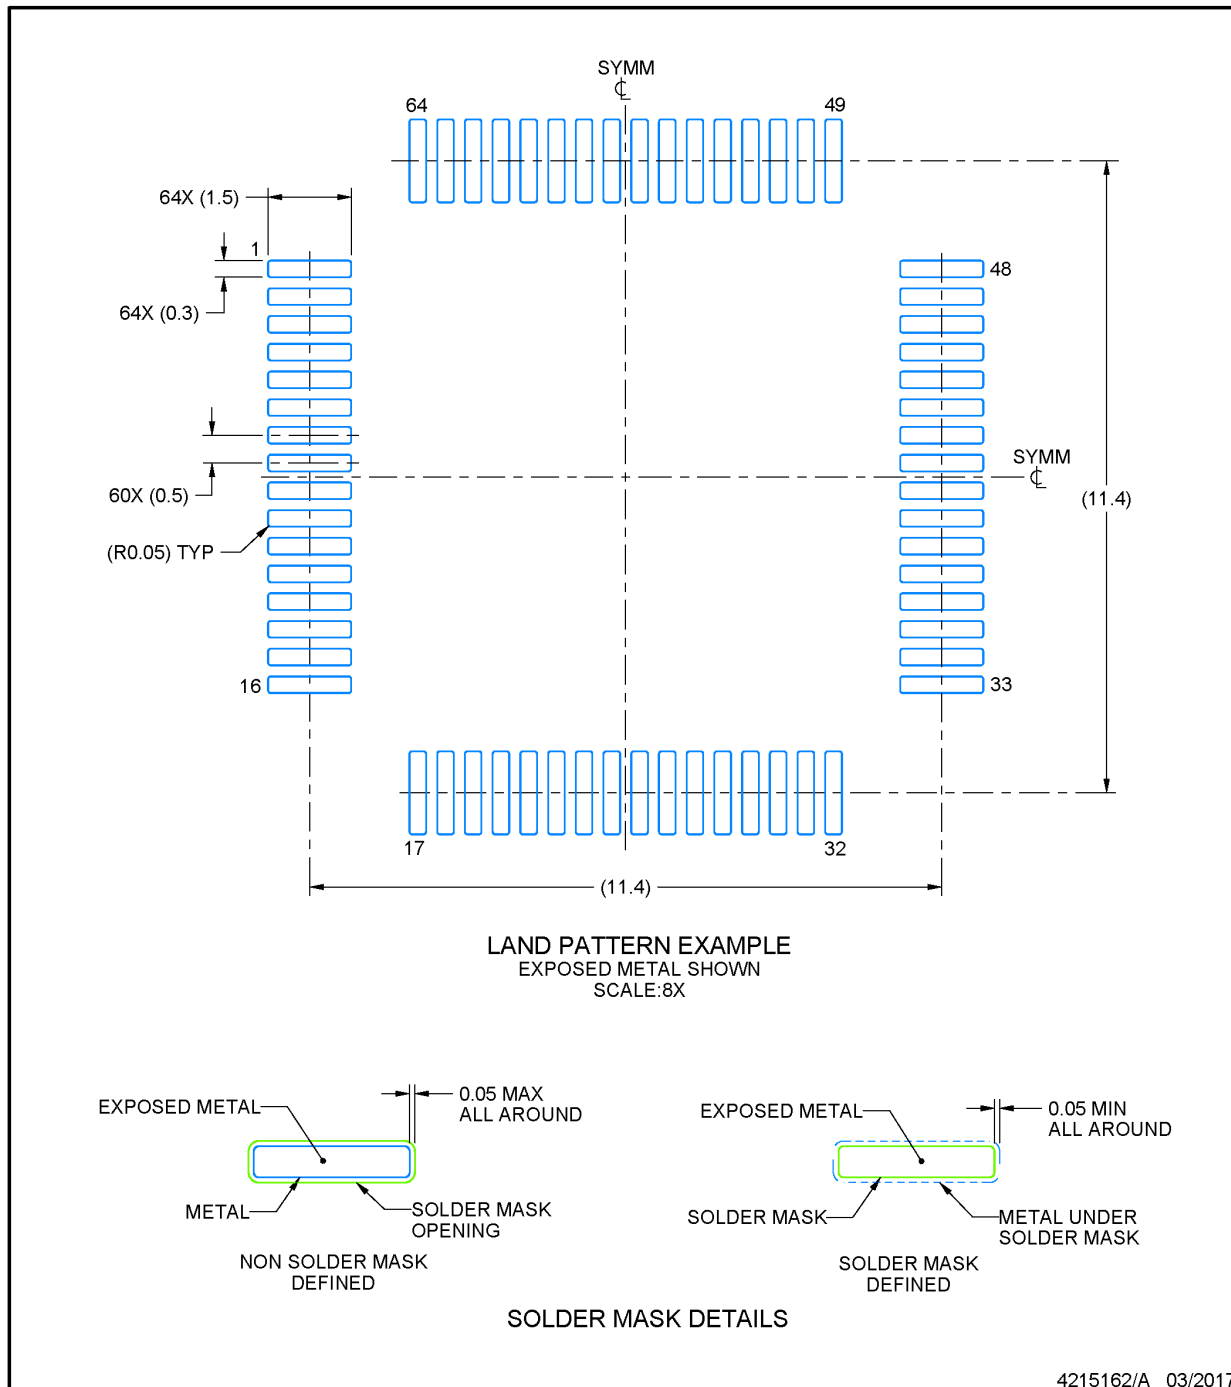 SYMM
64
49
64X (1.5)
1
48
64X (0.3)
SYMM
60X (0.5)
(11.4)
(R0.05) TYP
16
33
17
32
(11.4)
LAND PATTERN EXAMPLE
EXPOSED METAL SHOWN
SCALE:8X
0.05 MAX
ALL AROUND
EXPOSED METAL
METAL
SOLDER MASK
OPENING
NON SOLDER MASK
DEFINED
0.05 MIN
ALL AROUND
EXPOSED METAL
SOLDER MASK
METAL UNDER
SOLDER MASK
SOLDER MASK
DEFINED
SOLDER MASK DETAILS
4215162/A 03/2017